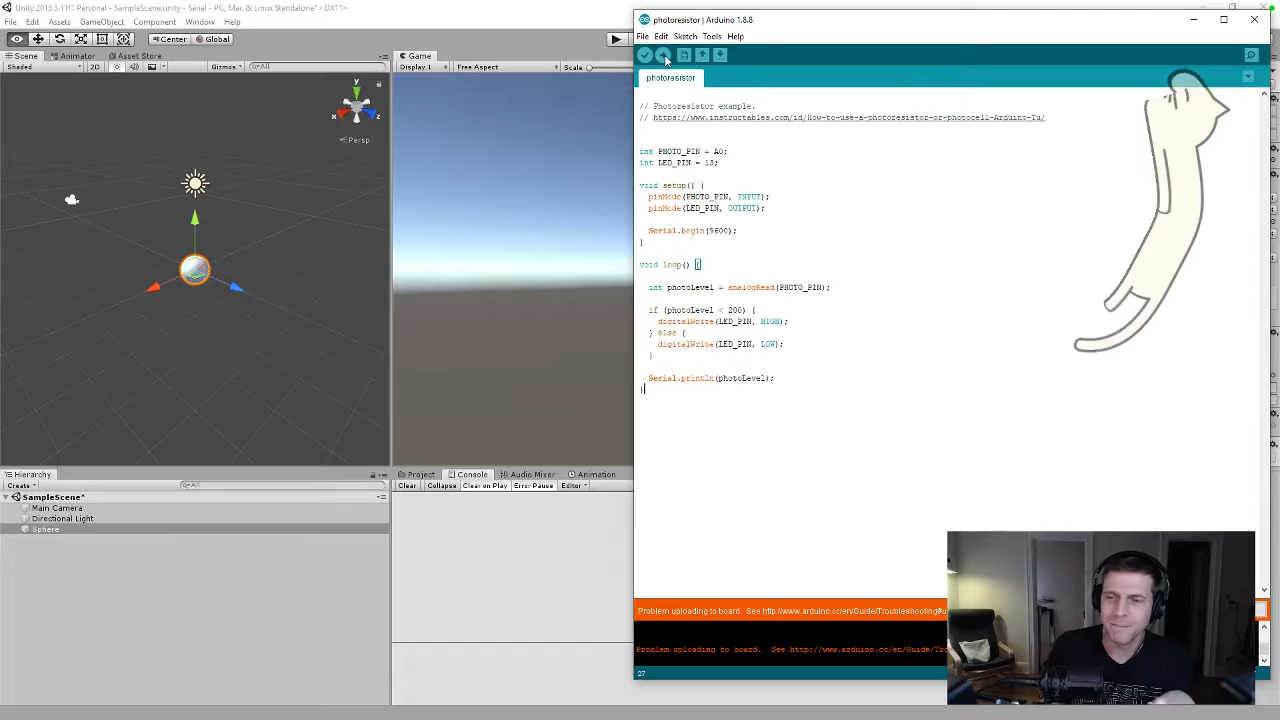 Unity 2018.3.11f1 Personal - SampleScene.unity - Serial - PC, Mac & Linux Standalone* <DX11>
File Edit Assets GameObject Component Window Help
Center Global
Scene Animator Game
Shaded 2D Gizmos All
Display 1 Free Aspect Scale
y
x z
Persp
Hierarchy
Create All
SampleScene*
Main Camera
Directional Light
Sphere
Project Console Audio Mixer Animation
Clear Collapse Clear on Play Error Pause Editor
photoresistor | Arduino 1.8.8
File Edit Sketch Tools Help
photoresistor
// Photoresistor example.
// https://www.instructables.com/id/How-to-use-a-photoresistor-or-photocell-Arduino-Tu/
int PHOTO_PIN = A0;
int LED_PIN = 13;
void setup() {
pinMode(PHOTO_PIN, INPUT);
pinMode(LED_PIN, OUTPUT);
Serial.begin(9600);
}
void loop() {
int photoLevel = analogRead(PHOTO_PIN);
if (photoLevel < 200) {
digitalWrite(LED_PIN, HIGH);
} else {
digitalWrite(LED_PIN, LOW);
}
Serial.println(photoLevel);
}
Problem uploading to board. See http://www.arduino.cc/en/Guide/Troubleshooting#u
Problem uploading to board. See http://www.arduino.cc/en/Guide/Tro
27